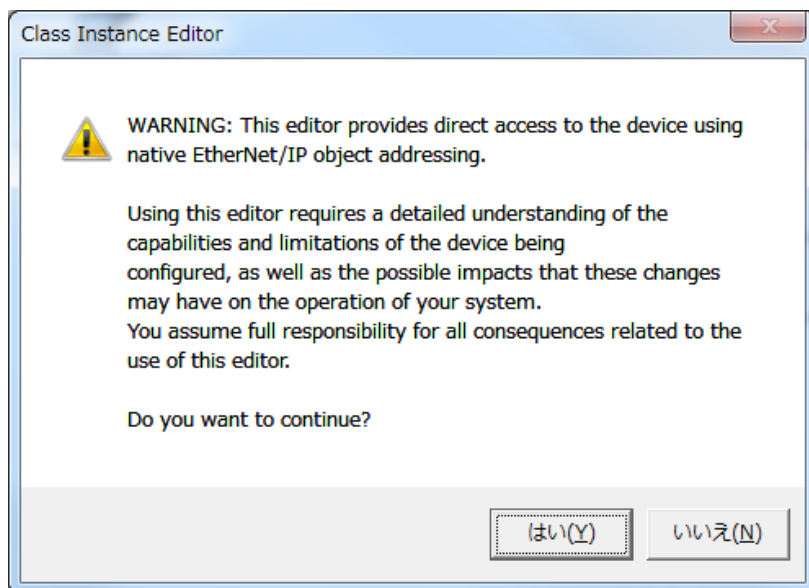 Class Instance Editor
WARNING: This editor provides direct access to the device using
native EtherNet/IP object addressing.
Using this editor requires a detailed understanding of the
capabilities and limitations of the device being
configured, as well as the possible impacts that these changes
may have on the operation of your system.
You assume full responsibility for all consequences related to the
use of this editor.
Do you want to continue?
はい(Y)
いいえ(N)